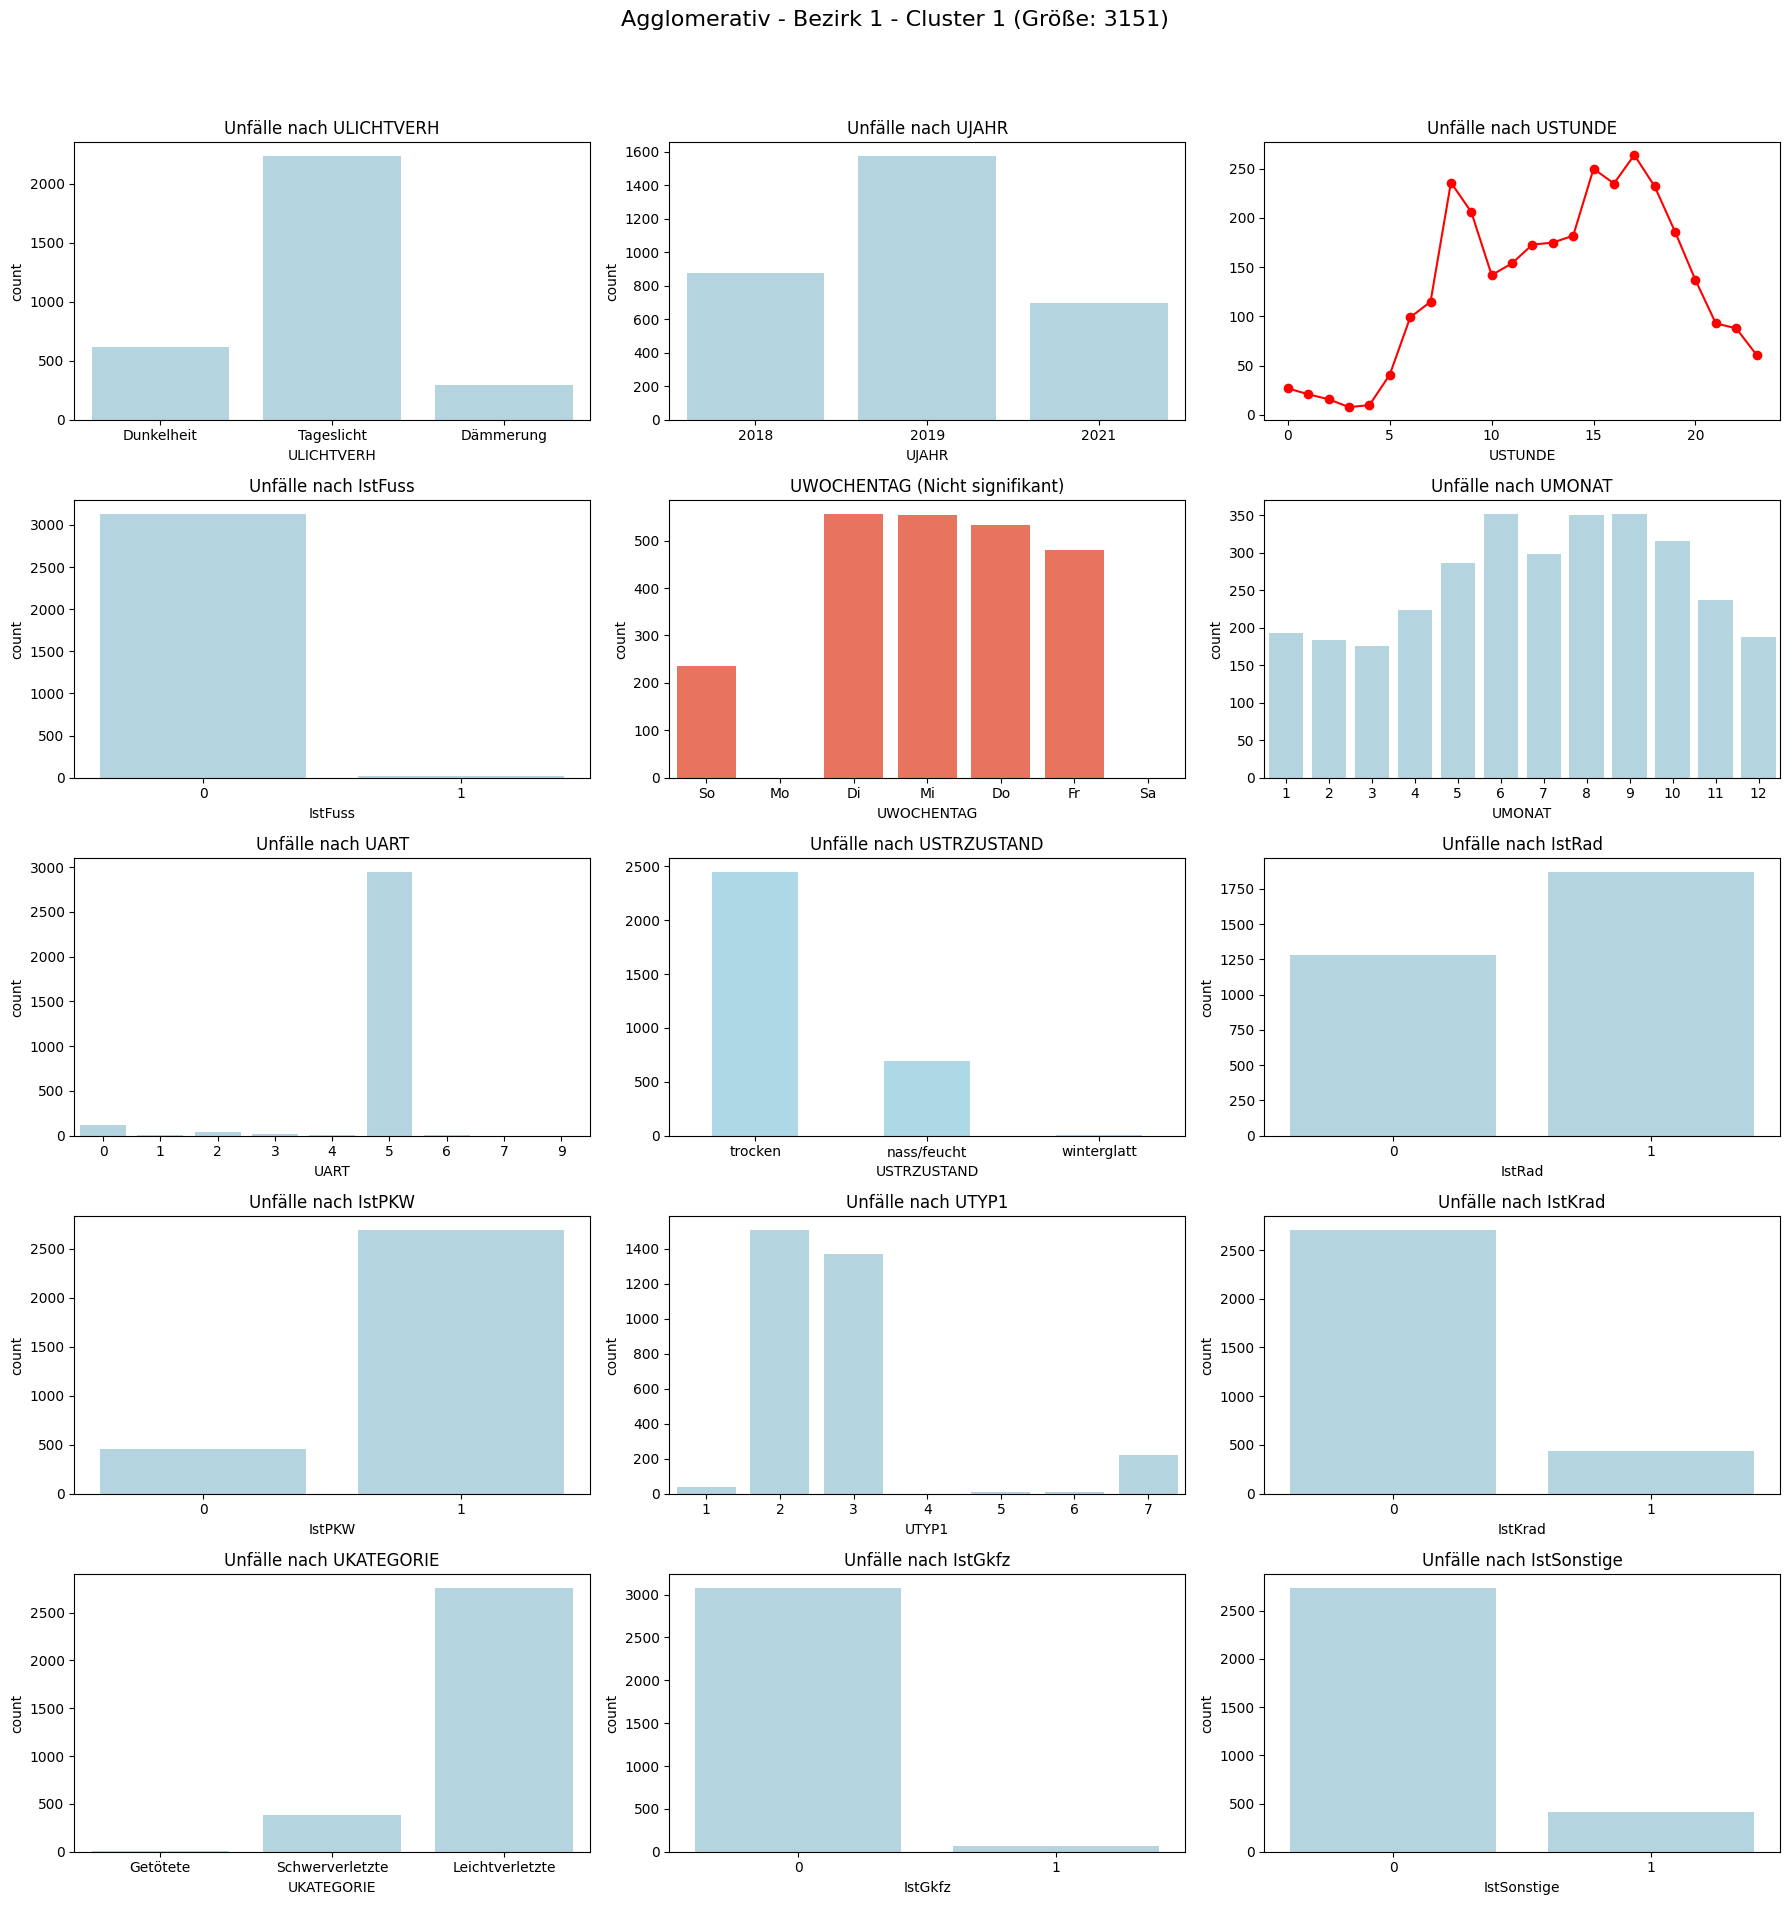 Agglomerativ - Bezirk 1 - Cluster 1 (Größe: 3151)
Unfälle nach ULICHTVERH
count
0
500
1000
1500
2000
Dunkelheit Tageslicht Dämmerung
ULICHTVERH
Unfälle nach UJAHR
count
0
200
400
600
800
1000
1200
1400
1600
2018 2019 2021
UJAHR
Unfälle nach USTUNDE
0
50
100
150
200
250
0 5 10 15 20
USTUNDE
Unfälle nach IstFuss
count
0
500
1000
1500
2000
2500
3000
0 1
IstFuss
UWOCHENTAG (Nicht signifikant)
count
0
100
200
300
400
500
So Mo Di Mi Do Fr Sa
UWOCHENTAG
Unfälle nach UMONAT
count
0
50
100
150
200
250
300
350
1 2 3 4 5 6 7 8 9 10 11 12
UMONAT
Unfälle nach UART
count
0
500
1000
1500
2000
2500
3000
0 1 2 3 4 5 6 7 9
UART
Unfälle nach USTRZUSTAND
0
500
1000
1500
2000
2500
trocken nass/feucht winterglatt
USTRZUSTAND
Unfälle nach IstRad
count
0
250
500
750
1000
1250
1500
1750
0 1
IstRad
Unfälle nach IstPKW
count
0
500
1000
1500
2000
2500
0 1
IstPKW
Unfälle nach UTYP1
count
0
200
400
600
800
1000
1200
1400
1 2 3 4 5 6 7
UTYP1
Unfälle nach IstKrad
count
0
500
1000
1500
2000
2500
0 1
IstKrad
Unfälle nach UKATEGORIE
count
0
500
1000
1500
2000
2500
Getötete Schwerverletzte Leichtverletzte
UKATEGORIE
Unfälle nach IstGkfz
count
0
500
1000
1500
2000
2500
3000
0 1
IstGkfz
Unfälle nach IstSonstige
count
0
500
1000
1500
2000
2500
0 1
IstSonstige